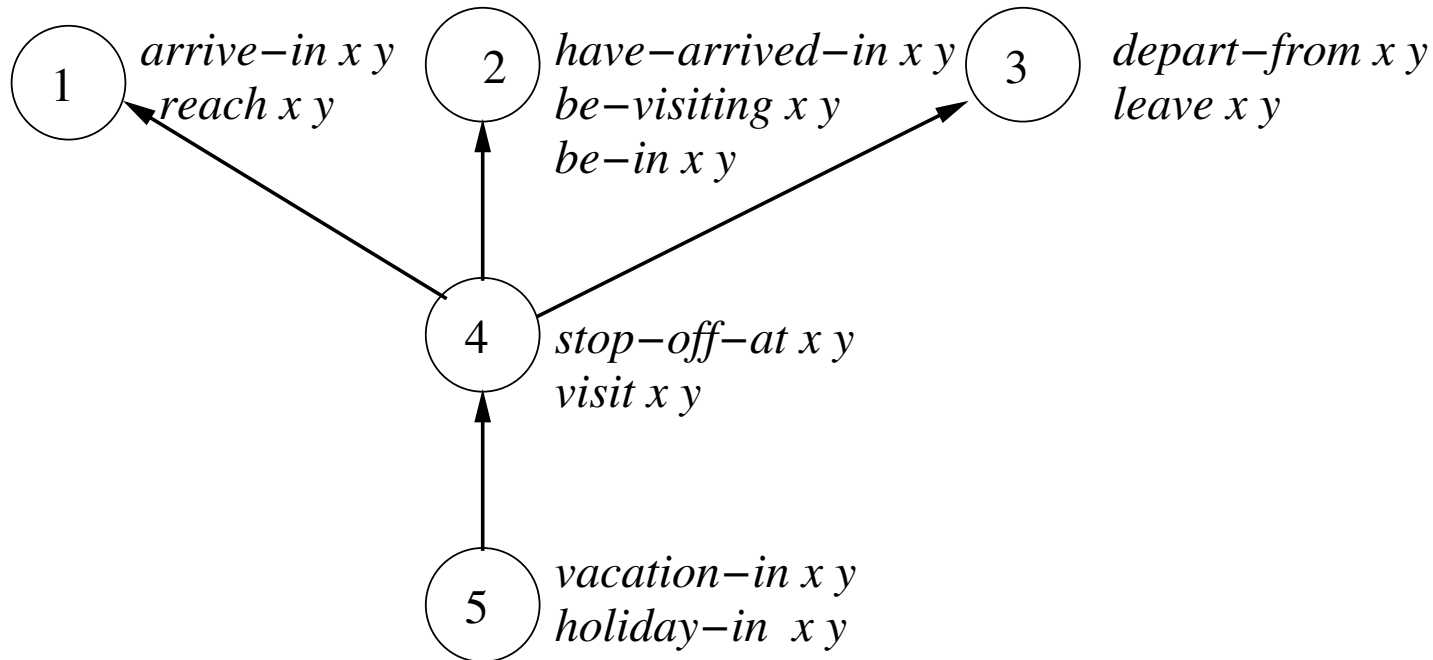 1
arrive−in x y
reach x y
2
have−arrived−in x y
be−visiting x y
be−in x y
3
depart−from x y
leave x y
4
stop−off−at x y
visit x y
5
vacation−in x y
holiday−in x y